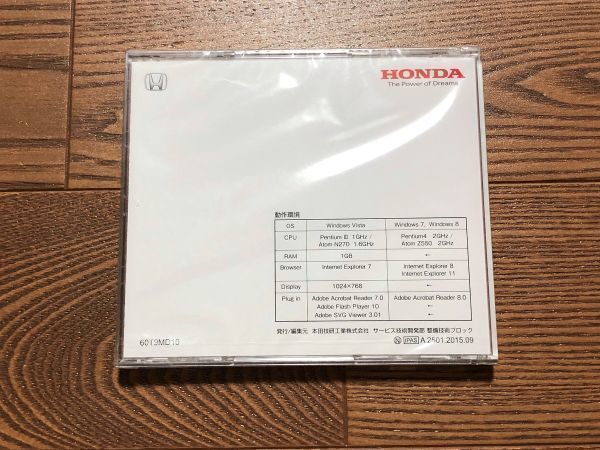 HONDA
The Power of Dreams
動作環境
OS Windows Vista Windows 7, Windows 8
CPU Pentium Ⅲ 1GHz / Pentium4 2GHz /
Atom N270 1.6GHz Atom Z550 2GHz
RAM 1GB ←
Browser Internet Explorer 7 Internet Explorer 8
Internet Explorer 11
Display 1024×768 ←
Plug in Adobe Acrobat Reader 7.0 Adobe Acrobat Reader 8.0
Adobe Flash Player 10 ←
Adobe SVG Viewer 3.01 ←
発行/編集元 本田技研工業株式会社 サービス技術開発部 整備技術ブロック
60T9MD10
Ⓝ JPAS A 2501.2015.09